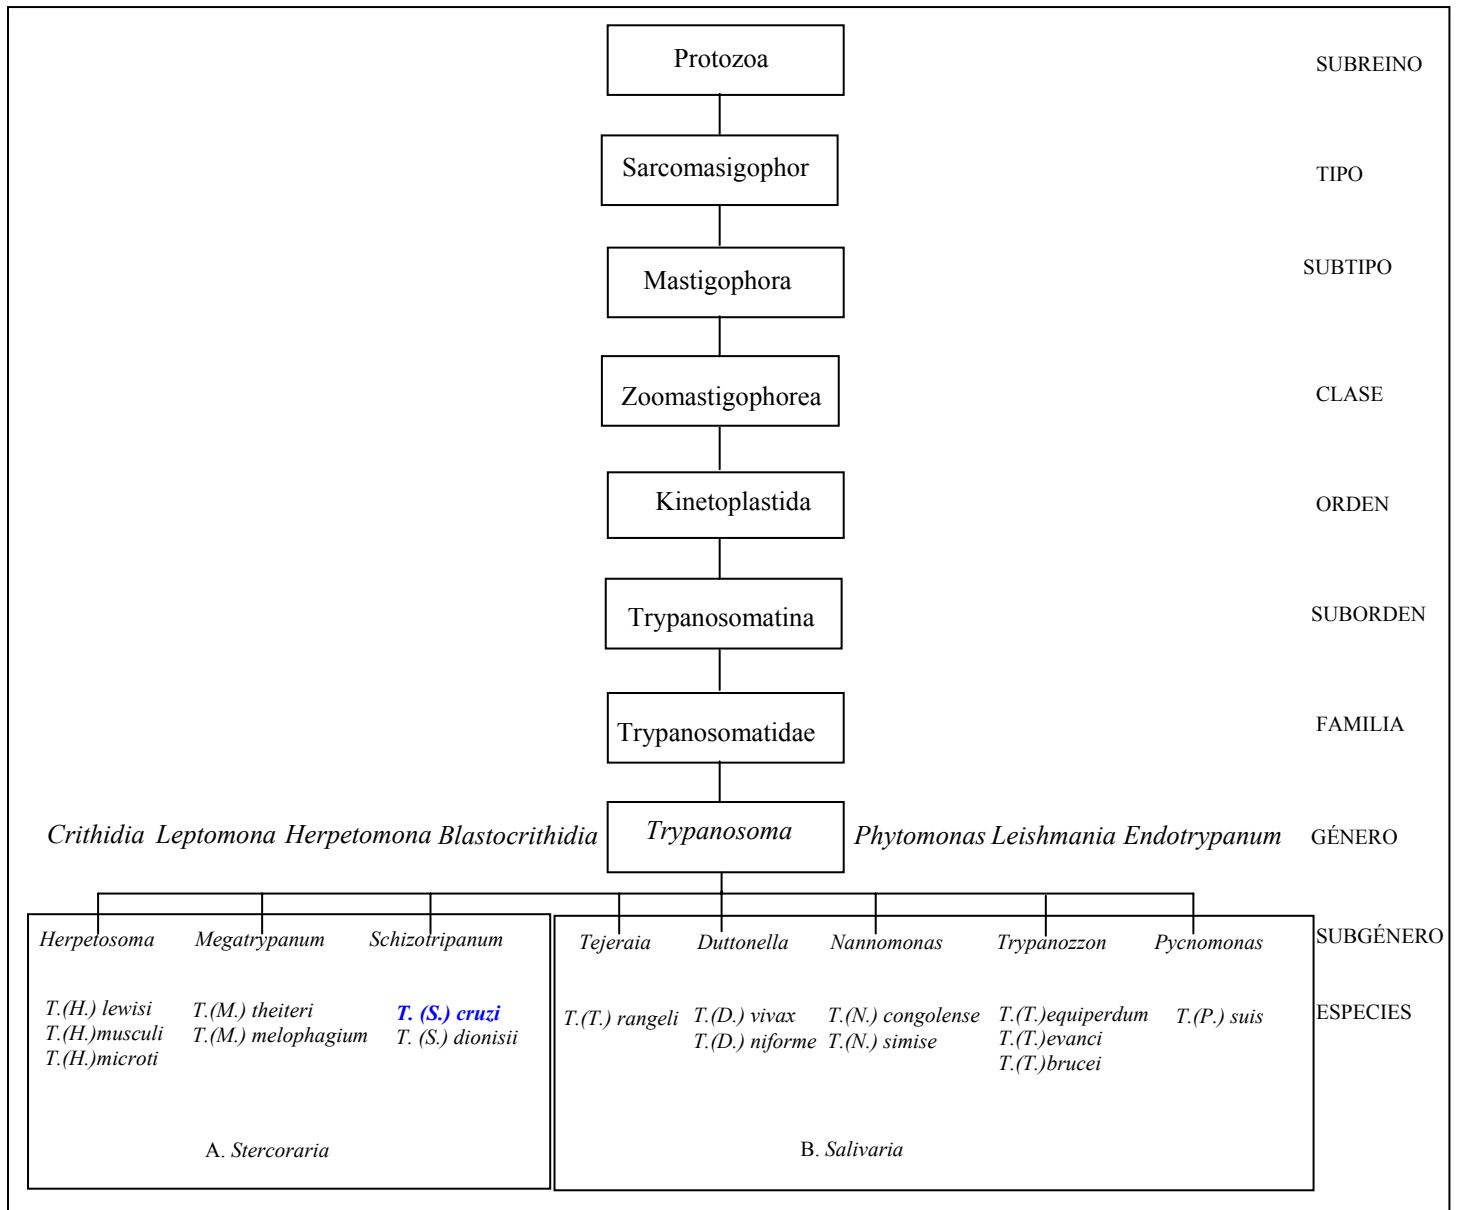 Protozoa
SUBREINO
Sarcomasigophor
TIPO
Mastigophora
SUBTIPO
Zoomastigophorea
CLASE
Kinetoplastida
ORDEN
Trypanosomatina
SUBORDEN
Trypanosomatidae
FAMILIA
Crithidia Leptomona Herpetomona Blastocrithidia Trypanosoma Phytomonas Leishmania Endotrypanum GÉNERO
Herpetosoma Megatrypanum Schizotripanum Tejeraia Duttonella Nannomonas Trypanozzon Pycnomonas SUBGÉNERO
T.(H.) lewisi
T.(H.)musculi
T.(H.)microti
T.(M.) theiteri
T.(M.) melophagium
T. (S.) cruzi
T. (S.) dionisii
T.(T.) rangeli
T.(D.) vivax
T.(D.) niforme
T.(N.) congolense
T.(N.) simise
T.(T.)equiperdum
T.(T.)evanci
T.(T.)brucei
T.(P.) suis
ESPECIES
A. Stercoraria
B. Salivaria